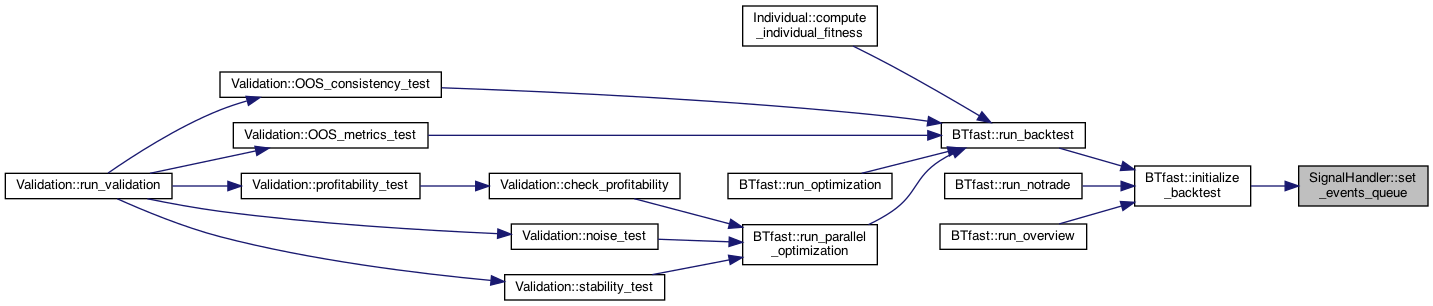 Individual::compute
_individual_fitness
Validation::OOS_consistency_test
Validation::OOS_metrics_test
BTfast::run_backtest
Validation::run_validation
Validation::profitability_test
Validation::check_profitability
BTfast::run_optimization
BTfast::run_notrade
BTfast::initialize
_backtest
SignalHandler::set
_events_queue
Validation::noise_test
BTfast::run_parallel
_optimization
BTfast::run_overview
Validation::stability_test